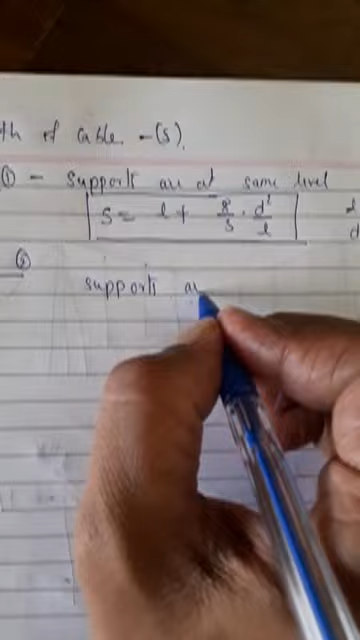 th of cable - (S).
① - supports are at same level
S = l + 8/3 · d²/l
②
supports a